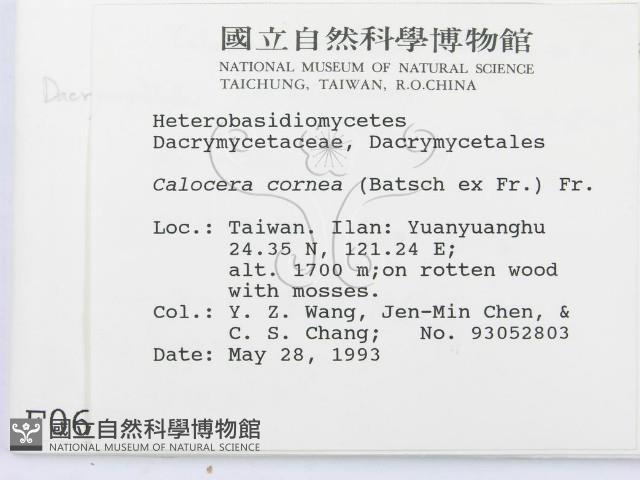 國立自然科學博物館
NATIONAL MUSEUM OF NATURAL SCIENCE
TAICHUNG, TAIWAN, R.O.CHINA
Heterobasidiomycetes
Dacrymycetaceae, Dacrymycetales
Calocera cornea (Batsch ex Fr.) Fr.
Loc.: Taiwan. Ilan: Yuanyuanghu
24.35 N, 121.24 E;
alt. 1700 m;on rotten wood
with mosses.
Col.: Y. Z. Wang, Jen-Min Chen, &
C. S. Chang; No. 93052803
Date: May 28, 1993
F06
國立自然科學博物館
NATIONAL MUSEUM OF NATURAL SCIENCE